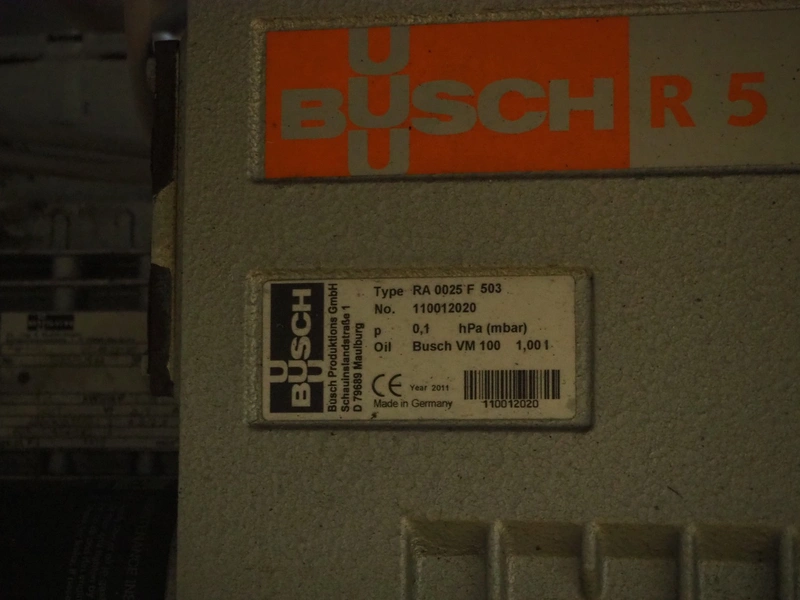 BUSCH R 5
BUSCH
Busch Produktions GmbH
Schauinslandstraße 1
D 79689 Maulburg
Type RA 0025 F 503
No. 110012020
p 0,1 hPa (mbar)
Oil Busch VM 100 1,00 l
CE Year 2011
Made in Germany
110012020